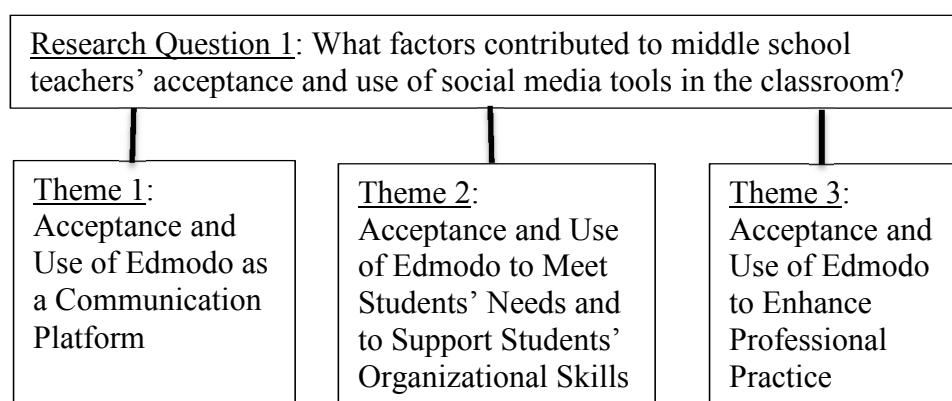 Research Question 1: What factors contributed to middle school
teachers’ acceptance and use of social media tools in the classroom?
Theme 1:
Acceptance and
Use of Edmodo as
a Communication
Platform
Theme 2:
Acceptance and Use
of Edmodo to Meet
Students’ Needs and
to Support Students’
Organizational Skills
Theme 3:
Acceptance and
Use of Edmodo
to Enhance
Professional
Practice